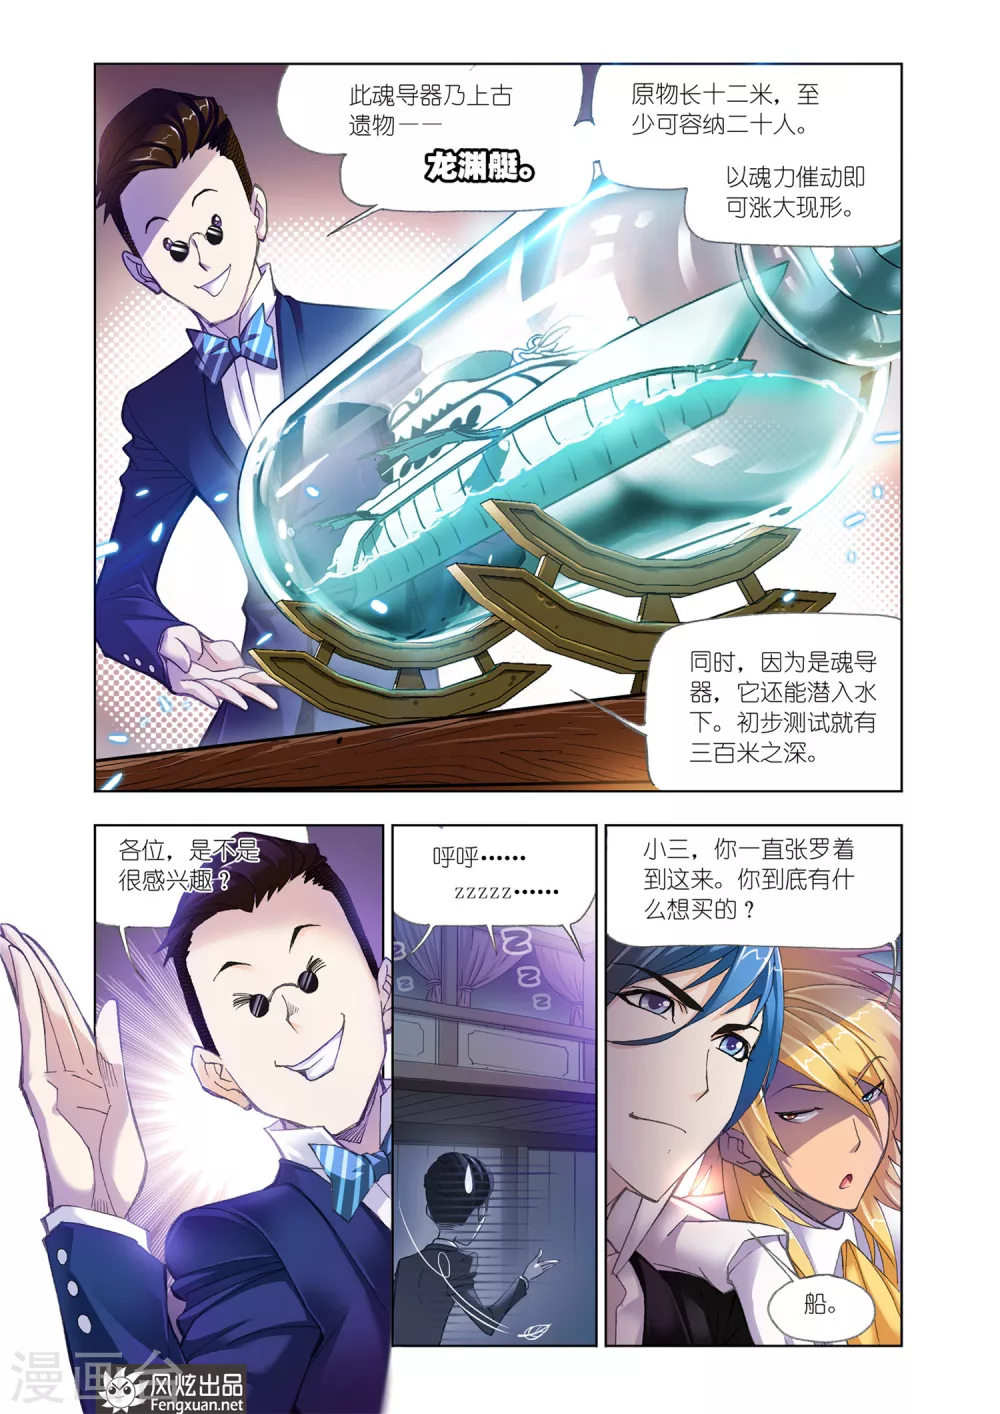 此魂导器乃上古
遗物——
龙渊艇。
原物长十二米，至
少可容纳二十人。
以魂力催动即
可涨大现形。
同时，因为是魂导
器，它还能潜入水
下。初步测试就有
三百米之深。
各位，是不是
很感兴趣？
呼呼……
zzzzz……
z
z
z
小三，你一直张罗着
到这来。你到底有什
么想买的？
船。
漫画台
风炫出品
Fengxuan.net